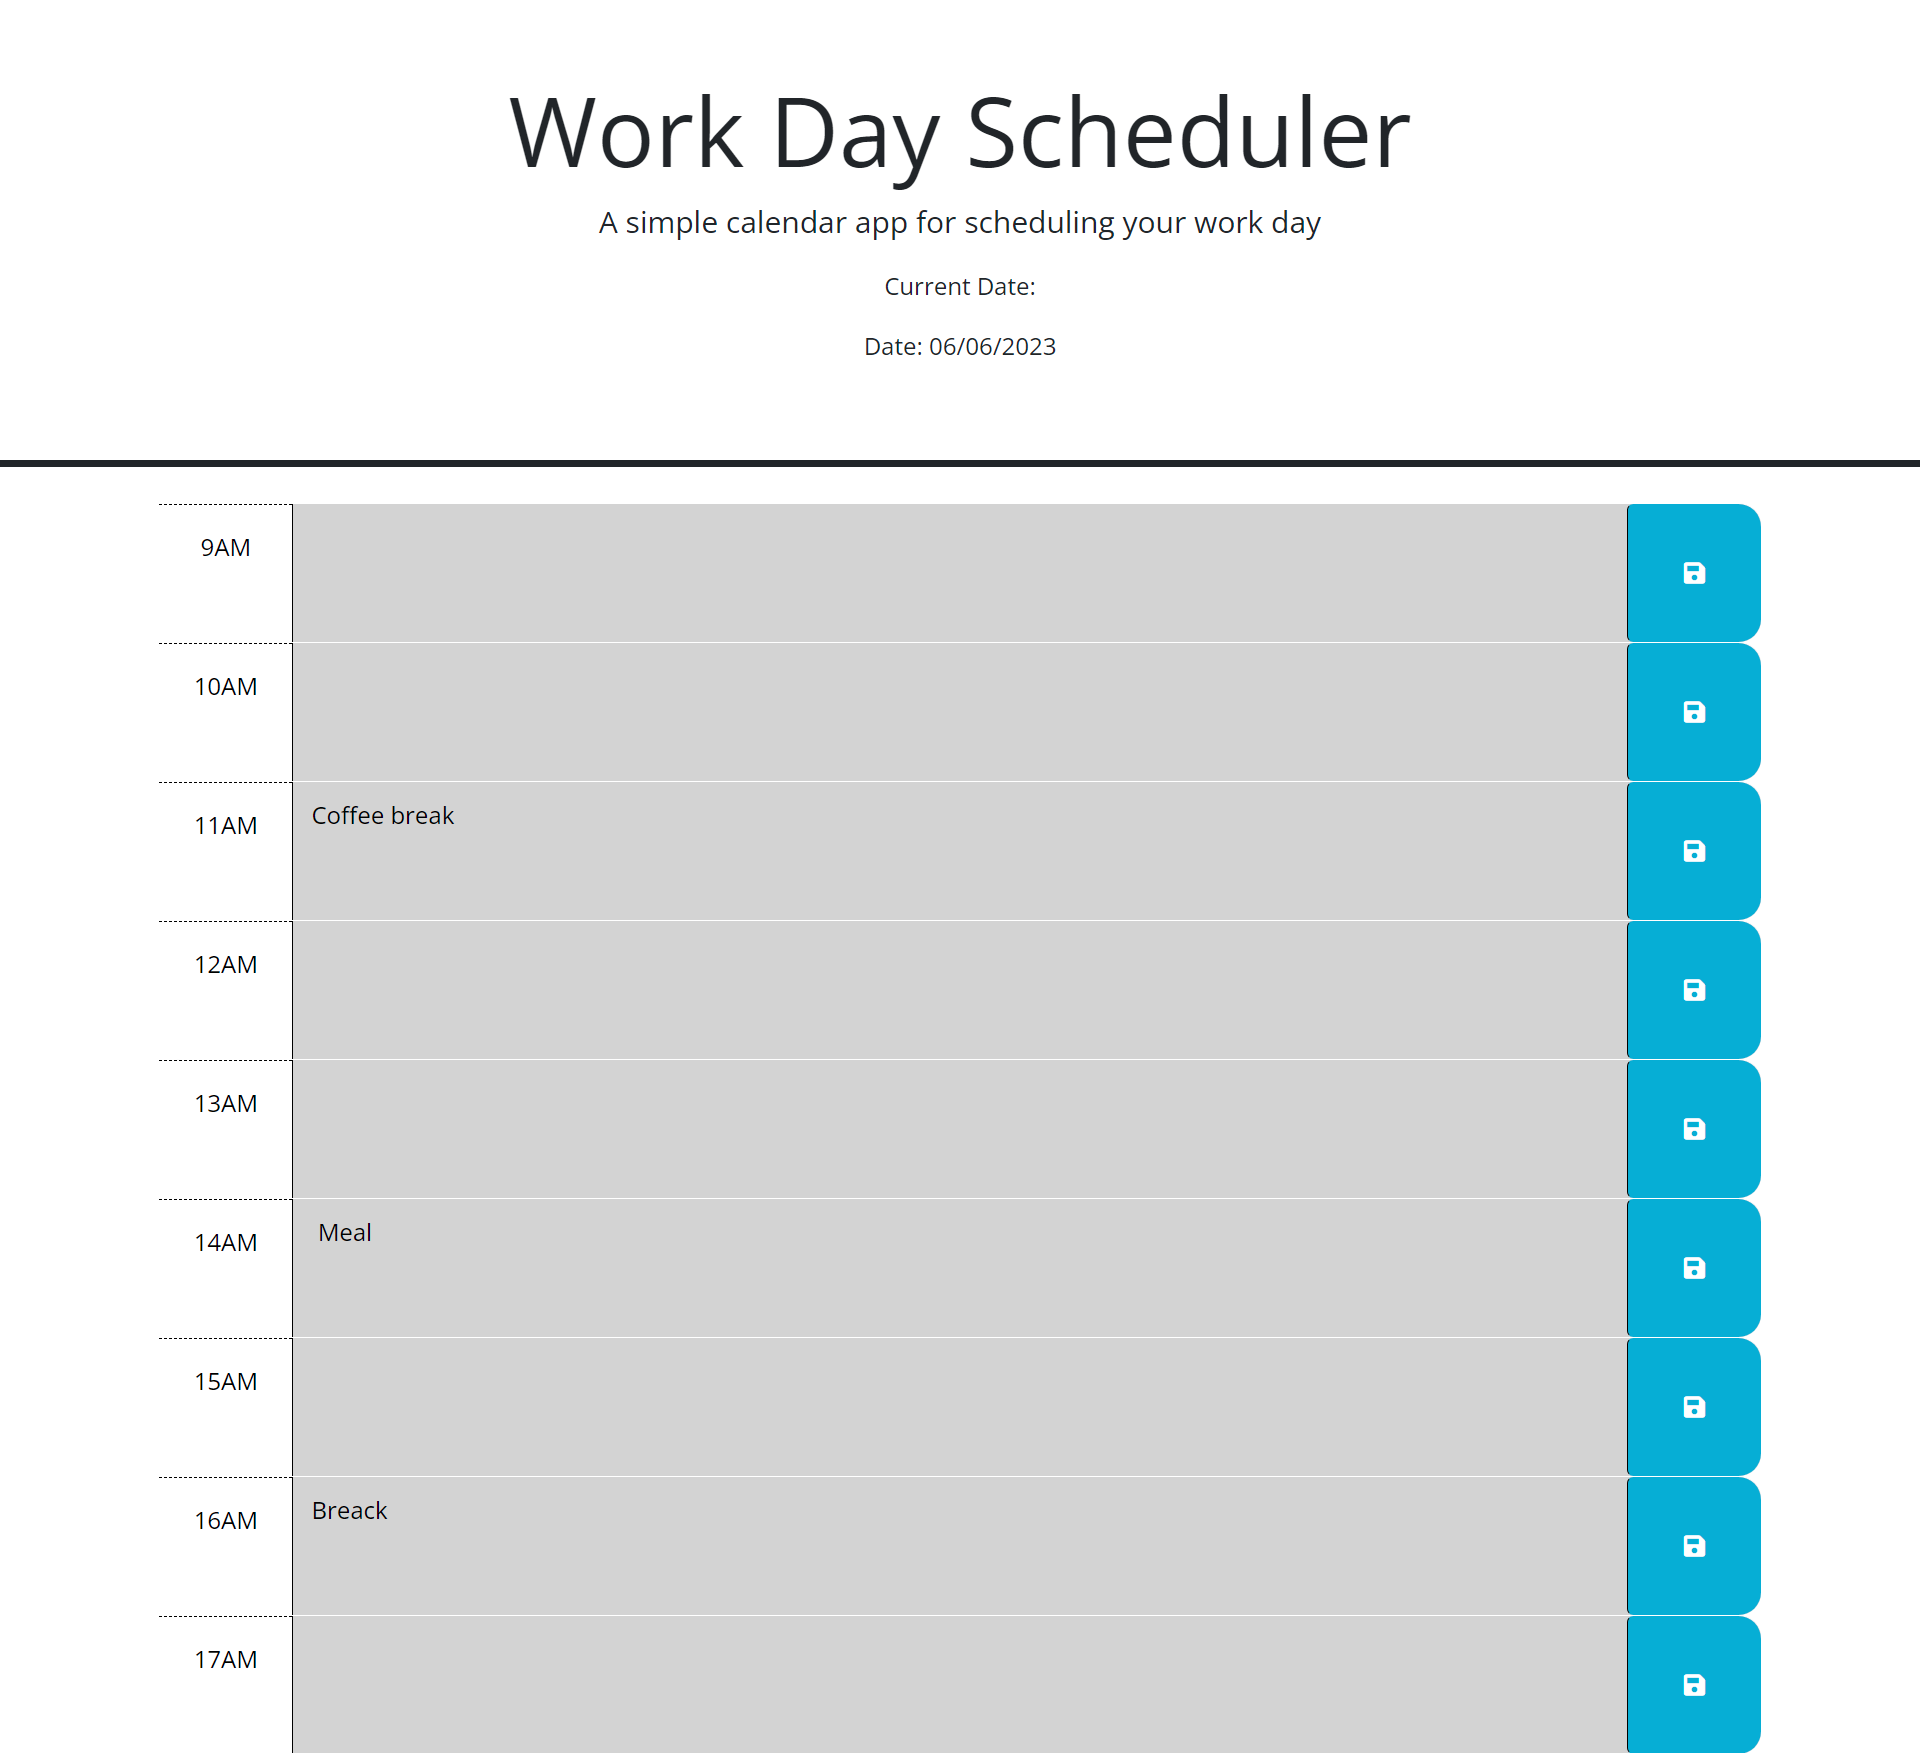 Work Day Scheduler
A simple calendar app for scheduling your work day
Current Date:
Date: 06/06/2023
9AM
10AM
11AM
Coffee break
12AM
13AM
14AM
Meal
15AM
16AM
Breack
17AM